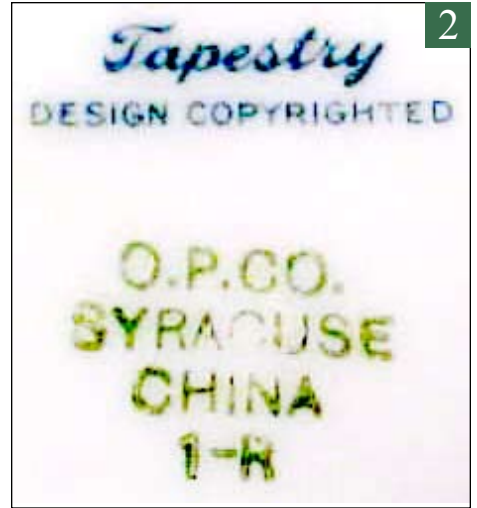 2
Tapestry
DESIGN COPYRIGHTED
O.P.CO.
SYRACUSE
CHINA
1-H